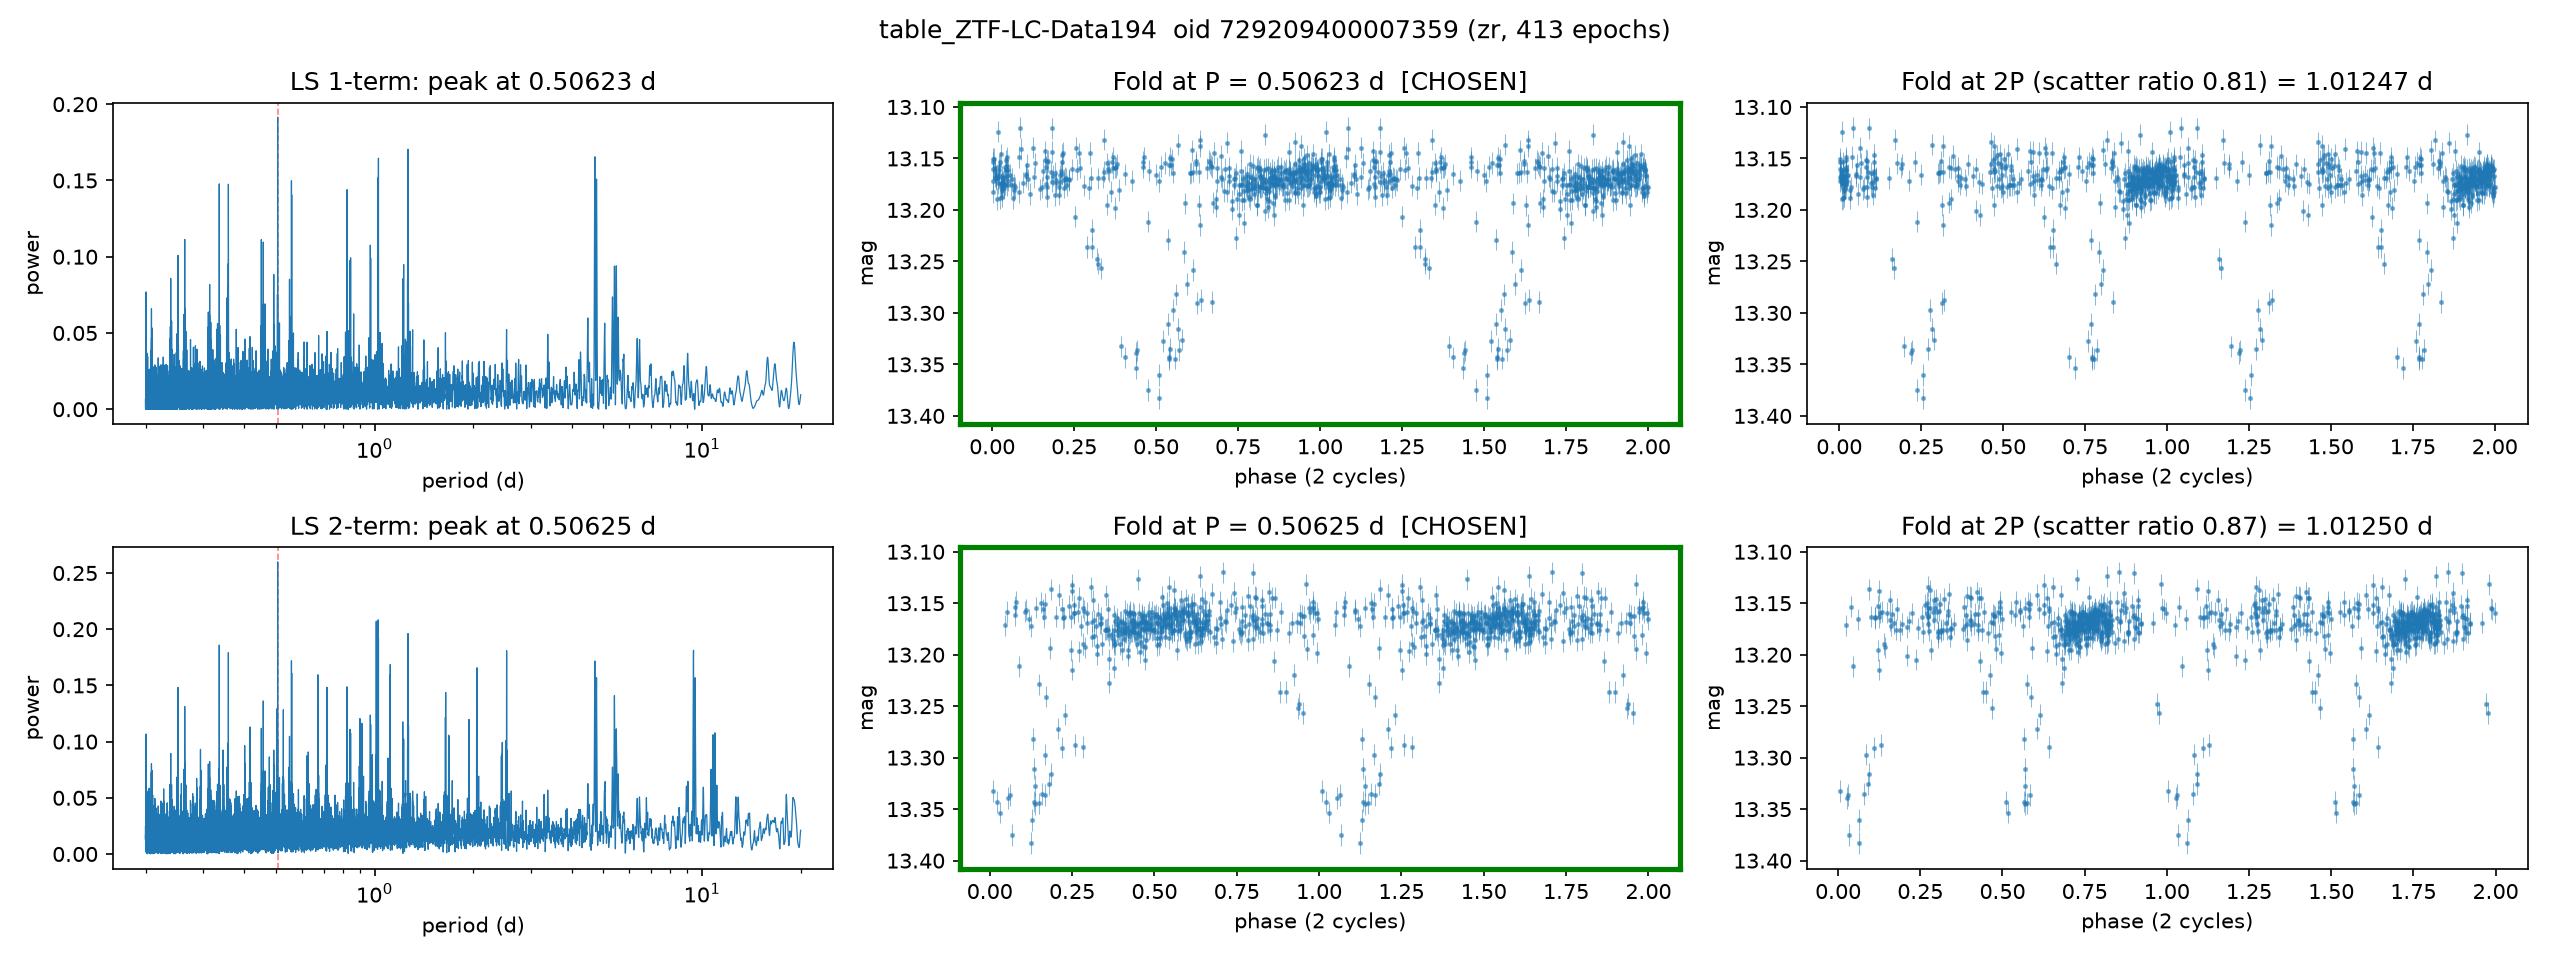 table_ZTF-LC-Data194  oid 729209400007359 (zr, 413 epochs)
LS 1-term: peak at 0.50623 d
0.20
0.15
0.10
0.05
0.00
power
10⁰
10¹
period (d)
Fold at P = 0.50623 d  [CHOSEN]
13.10
13.15
13.20
13.25
13.30
13.35
13.40
mag
0.00 0.25 0.50 0.75 1.00 1.25 1.50 1.75 2.00
phase (2 cycles)
Fold at 2P (scatter ratio 0.81) = 1.01247 d
13.10
13.15
13.20
13.25
13.30
13.35
13.40
mag
0.00 0.25 0.50 0.75 1.00 1.25 1.50 1.75 2.00
phase (2 cycles)
LS 2-term: peak at 0.50625 d
0.25
0.20
0.15
0.10
0.05
0.00
power
10⁰
10¹
period (d)
Fold at P = 0.50625 d  [CHOSEN]
13.10
13.15
13.20
13.25
13.30
13.35
13.40
mag
0.00 0.25 0.50 0.75 1.00 1.25 1.50 1.75 2.00
phase (2 cycles)
Fold at 2P (scatter ratio 0.87) = 1.01250 d
13.10
13.15
13.20
13.25
13.30
13.35
13.40
mag
0.00 0.25 0.50 0.75 1.00 1.25 1.50 1.75 2.00
phase (2 cycles)